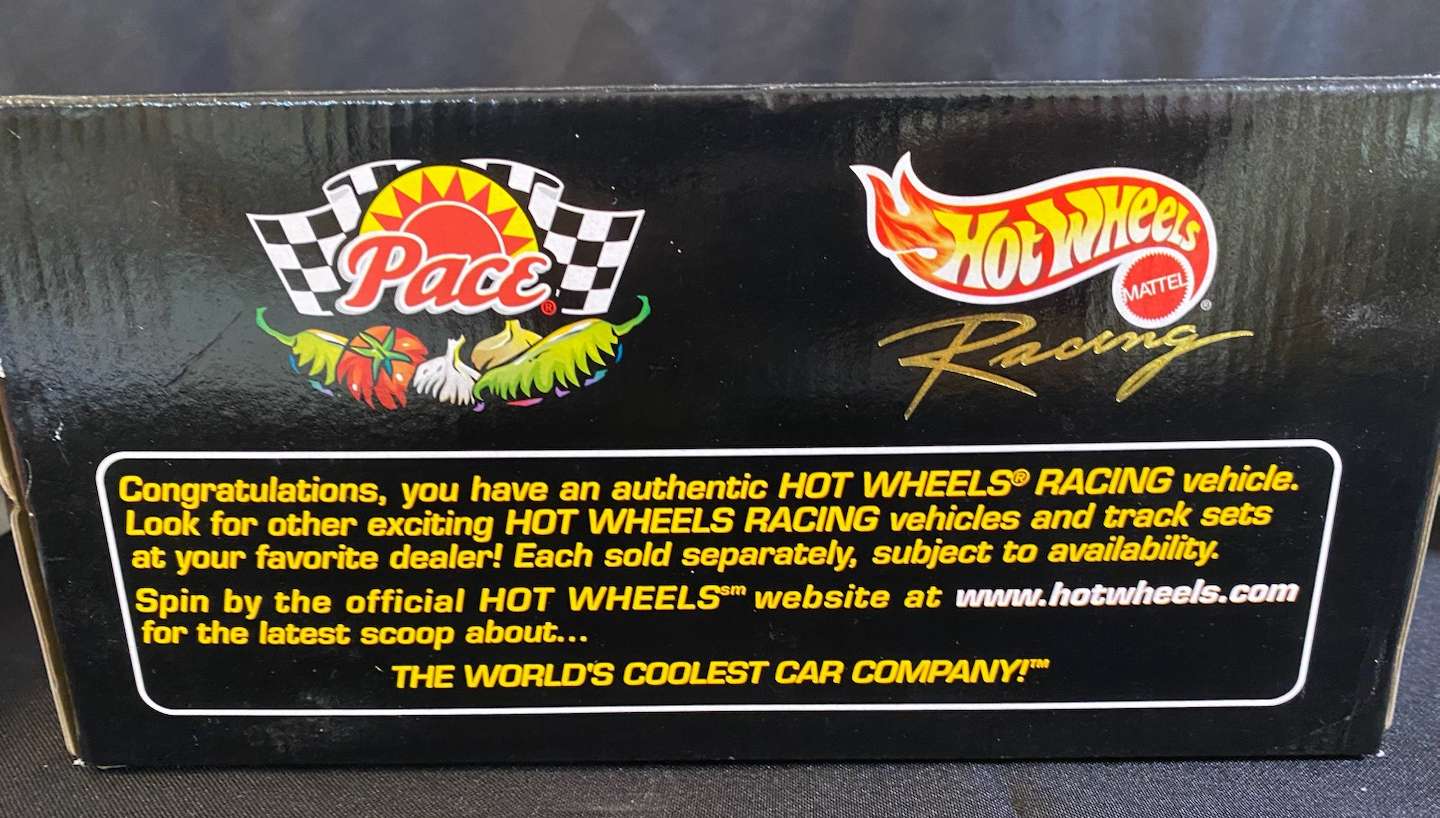 Pace®
Hot Wheels®
MATTEL
Racing
Congratulations, you have an authentic HOT WHEELS® RACING vehicle.
Look for other exciting HOT WHEELS RACING vehicles and track sets
at your favorite dealer! Each sold separately, subject to availability.
Spin by the official HOT WHEELS℠ website at www.hotwheels.com
for the latest scoop about...
THE WORLD'S COOLEST CAR COMPANY!™